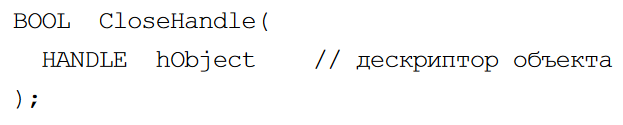 BOOL  CloseHandle(
  HANDLE  hObject    // дескриптор объекта
);